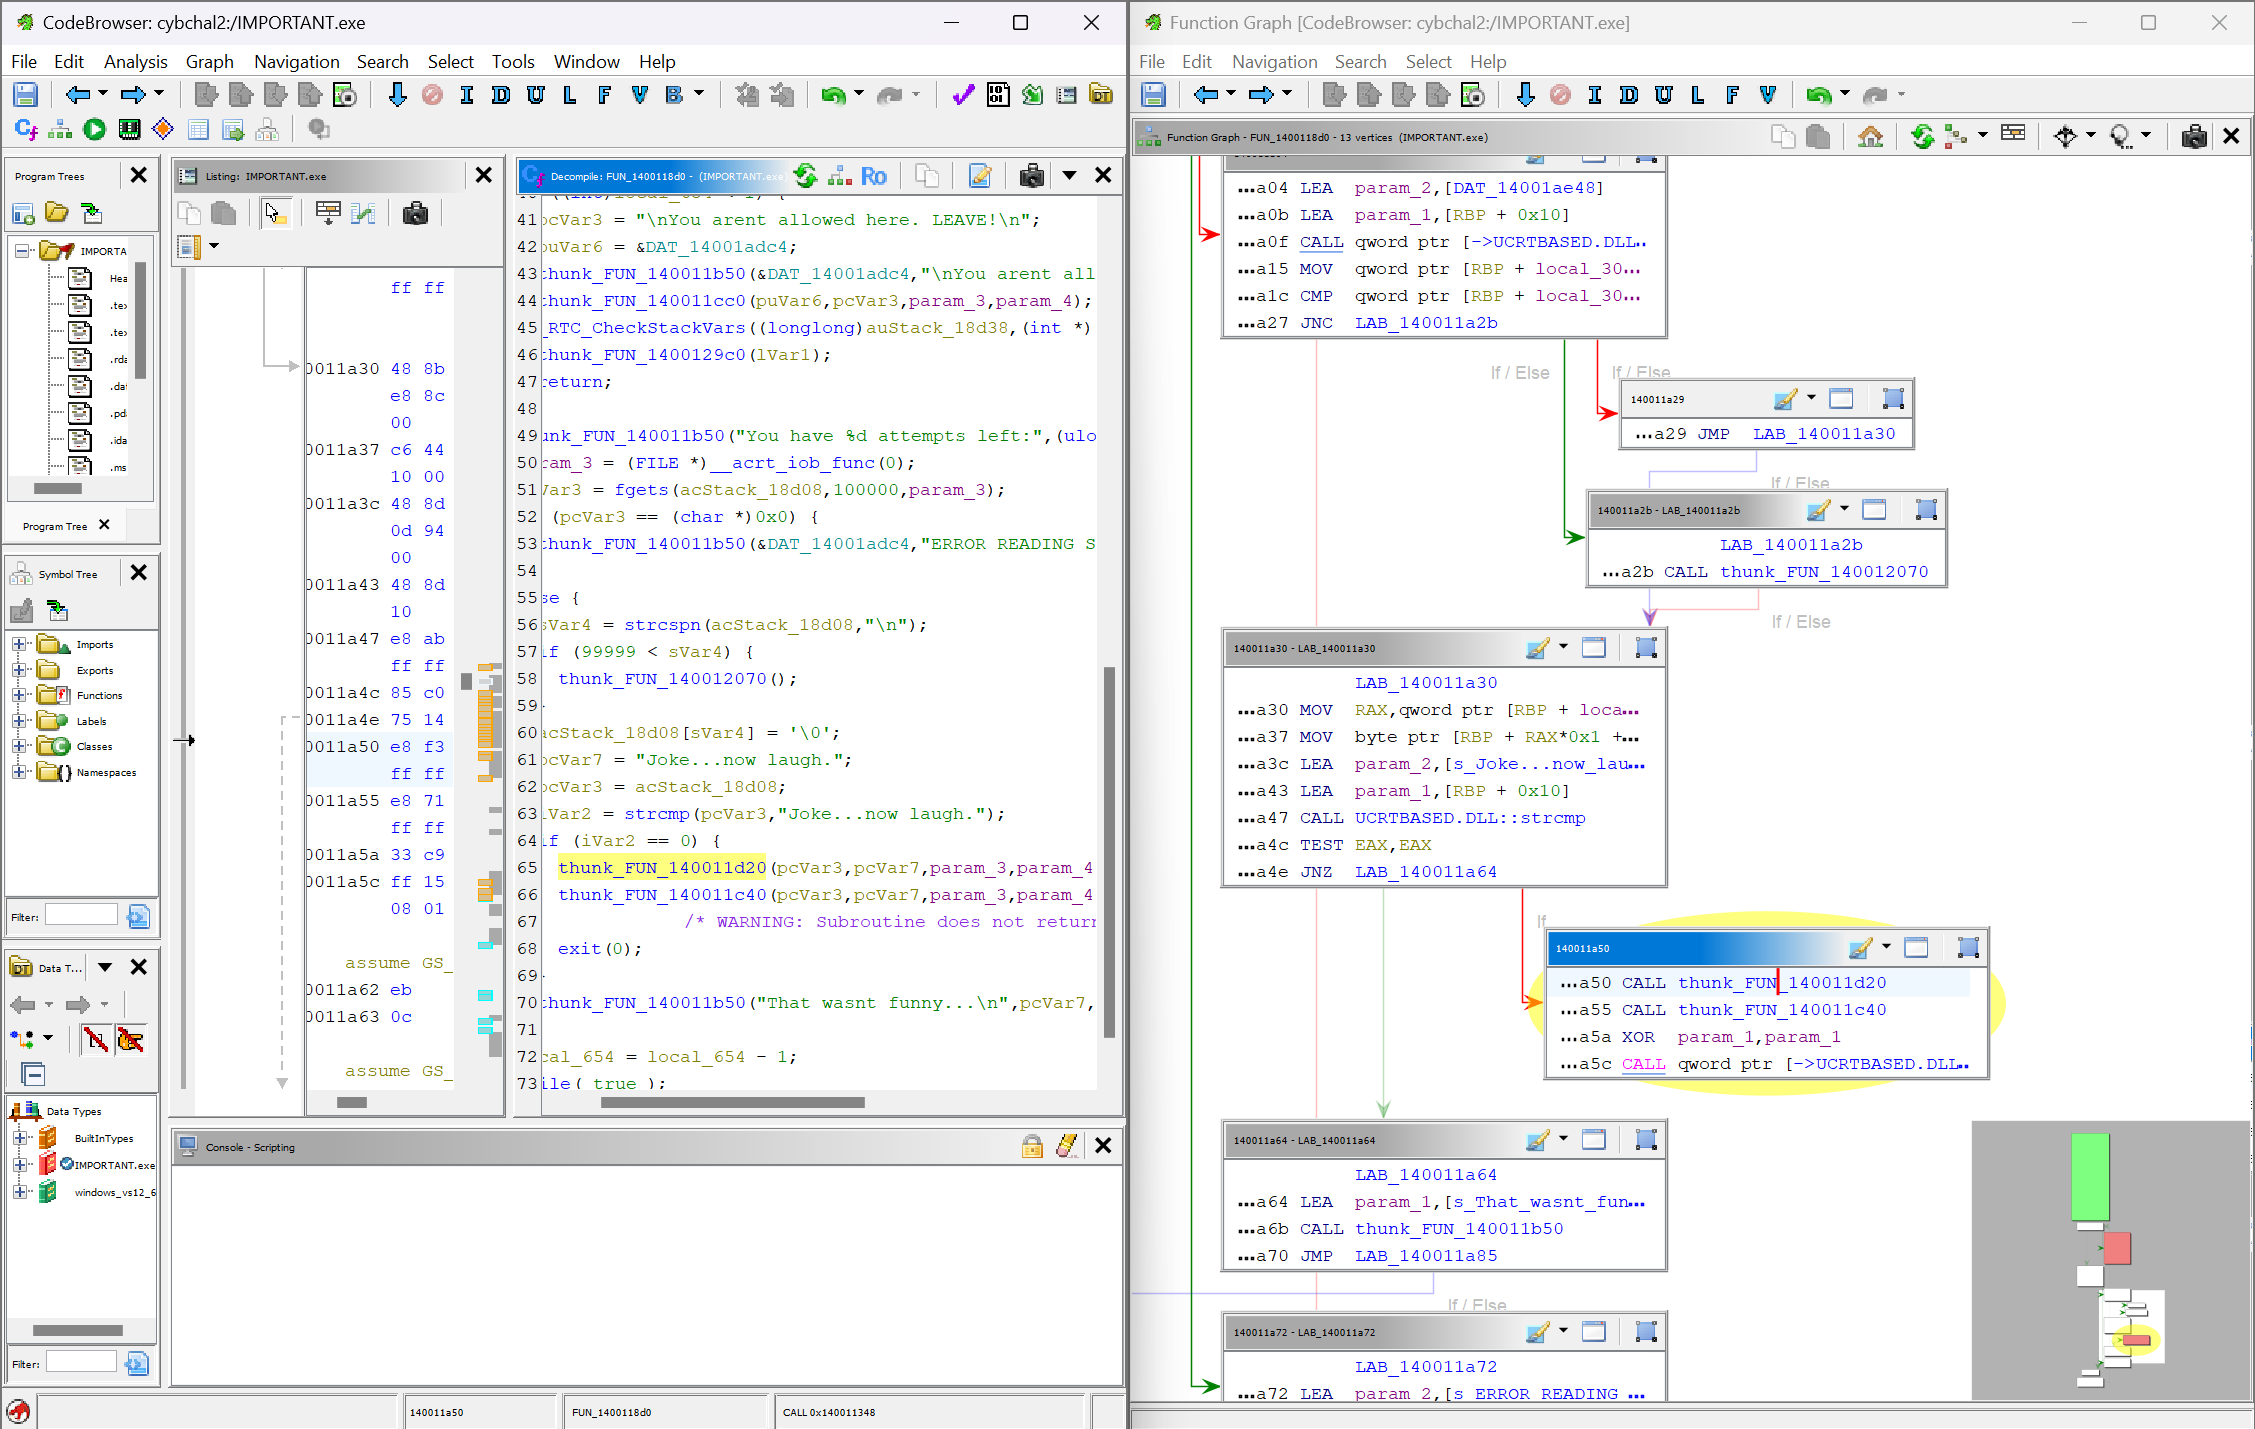 CodeBrowser: cybchal2:/IMPORTANT.exe
File Edit Analysis Graph Navigation Search Select Tools Window Help
I D U L F V B
Program Trees
IMPORTA
Hea
.te
.te
.rda
.da
.pd
.ida
.ms
Program Tree
Symbol Tree
Imports
Exports
Functions
Labels
Classes
Namespaces
Filter:
Data T...
Data Types
BuiltInTypes
IMPORTANT.exe
windows_vs12_6
Filter:
Listing: IMPORTANT.exe
ff ff
0011a30 48 8b
e8 8c
00
0011a37 c6 44
10 00
0011a3c 48 8d
0d 94
00
0011a43 48 8d
10
0011a47 e8 ab
ff ff
0011a4c 85 c0
0011a4e 75 14
0011a50 e8 f3
ff ff
0011a55 e8 71
ff ff
0011a5a 33 c9
0011a5c ff 15
08 01
assume GS_
0011a62 eb
0011a63 0c
assume GS_
Decompile: FUN_1400118d0 - (IMPORTANT.exe)
Ro
41 pcVar3 = "\nYou arent allowed here. LEAVE!\n";
42 puVar6 = &DAT_14001adc4;
43 thunk_FUN_140011b50(&DAT_14001adc4,"\nYou arent all
44 thunk_FUN_140011cc0(puVar6,pcVar3,param_3,param_4);
45 _RTC_CheckStackVars((longlong)auStack_18d38,(int *)
46 thunk_FUN_1400129c0(lVar1);
47 return;
48
49 unk_FUN_140011b50("You have %d attempts left:",(ulo
50 ram_3 = (FILE *)__acrt_iob_func(0);
51 Var3 = fgets(acStack_18d08,100000,param_3);
52 (pcVar3 == (char *)0x0) {
53 thunk_FUN_140011b50(&DAT_14001adc4,"ERROR READING S
54
55 se {
56 sVar4 = strcspn(acStack_18d08,"\n");
57 if (99999 < sVar4) {
58 thunk_FUN_140012070();
59
60 acStack_18d08[sVar4] = '\0';
61 pcVar7 = "Joke...now laugh.";
62 pcVar3 = acStack_18d08;
63 iVar2 = strcmp(pcVar3,"Joke...now laugh.");
64 if (iVar2 == 0) {
65 thunk_FUN_140011d20(pcVar3,pcVar7,param_3,param_4
66 thunk_FUN_140011c40(pcVar3,pcVar7,param_3,param_4
67 /* WARNING: Subroutine does not return
68 exit(0);
69
70 thunk_FUN_140011b50("That wasnt funny...\n",pcVar7,
71
72 cal_654 = local_654 - 1;
73 ile( true );
Console - Scripting
140011a50
FUN_1400118d0
CALL 0x140011348
Function Graph [CodeBrowser: cybchal2:/IMPORTANT.exe]
File Edit Navigation Search Select Help
I D U L F V
Function Graph - FUN_1400118d0 - 13 vertices (IMPORTANT.exe)
...a04 LEA param_2,[DAT_14001ae48]
...a0b LEA param_1,[RBP + 0x10]
...a0f CALL qword ptr [->UCRTBASED.DLL...
...a15 MOV qword ptr [RBP + local_30...
...a1c CMP qword ptr [RBP + local_30...
...a27 JNC LAB_140011a2b
If / Else
If / Else
140011a29
...a29 JMP LAB_140011a30
If / Else
140011a2b - LAB_140011a2b
LAB_140011a2b
...a2b CALL thunk_FUN_140012070
If / Else
140011a30 - LAB_140011a30
LAB_140011a30
...a30 MOV RAX,qword ptr [RBP + loca...
...a37 MOV byte ptr [RBP + RAX*0x1 +...
...a3c LEA param_2,[s_Joke...now_lau...
...a43 LEA param_1,[RBP + 0x10]
...a47 CALL UCRTBASED.DLL::strcmp
...a4c TEST EAX,EAX
...a4e JNZ LAB_140011a64
If
140011a50
...a50 CALL thunk_FUN_140011d20
...a55 CALL thunk_FUN_140011c40
...a5a XOR param_1,param_1
...a5c CALL qword ptr [->UCRTBASED.DLL...
140011a64 - LAB_140011a64
LAB_140011a64
...a64 LEA param_1,[s_That_wasnt_fun...
...a6b CALL thunk_FUN_140011b50
...a70 JMP LAB_140011a85
If / Else
140011a72 - LAB_140011a72
LAB_140011a72
...a72 LEA param_2,[s_ERROR_READING_...